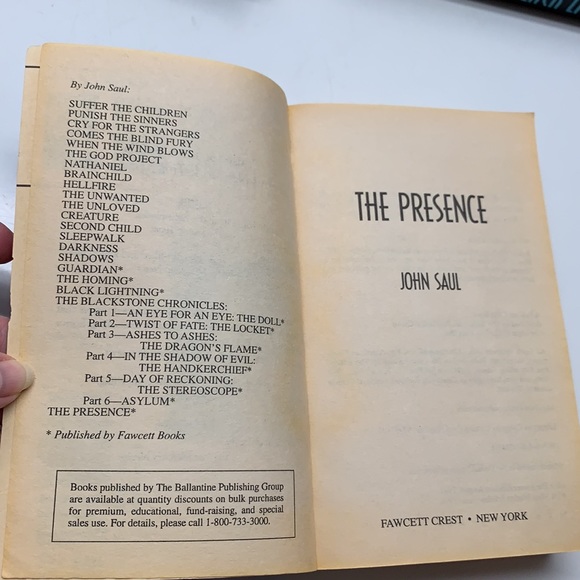 By John Saul:
SUFFER THE CHILDREN
PUNISH THE SINNERS
CRY FOR THE STRANGERS
COMES THE BLIND FURY
WHEN THE WIND BLOWS
THE GOD PROJECT
NATHANIEL
BRAINCHILD
HELLFIRE
THE UNWANTED
THE UNLOVED
CREATURE
SECOND CHILD
SLEEPWALK
DARKNESS
SHADOWS
GUARDIAN*
THE HOMING*
BLACK LIGHTNING*
THE BLACKSTONE CHRONICLES:
Part 1—AN EYE FOR AN EYE: THE DOLL*
Part 2—TWIST OF FATE: THE LOCKET*
Part 3—ASHES TO ASHES:
THE DRAGON'S FLAME*
Part 4—IN THE SHADOW OF EVIL:
THE HANDKERCHIEF*
Part 5—DAY OF RECKONING:
THE STEREOSCOPE*
Part 6—ASYLUM*
THE PRESENCE*
* Published by Fawcett Books
Books published by The Ballantine Publishing Group
are available at quantity discounts on bulk purchases
for premium, educational, fund-raising, and special
sales use. For details, please call 1-800-733-3000.
THE PRESENCE
JOHN SAUL
FAWCETT CREST • NEW YORK